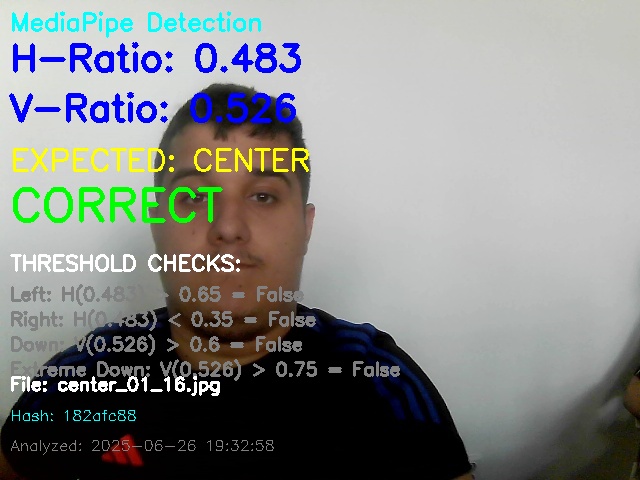 MediaPipe Detection
H-Ratio: 0.483
V-Ratio: 0.526
EXPECTED: CENTER
CORRECT
THRESHOLD CHECKS:
Left: H(0.483) > 0.65 = False
Right: H(0.483) < 0.35 = False
Down: V(0.526) > 0.6 = False
Extreme Down: V(0.526) > 0.75 = False
File: center_01_16.jpg
Hash: 182afc88
Analyzed: 2025-06-26 19:32:58